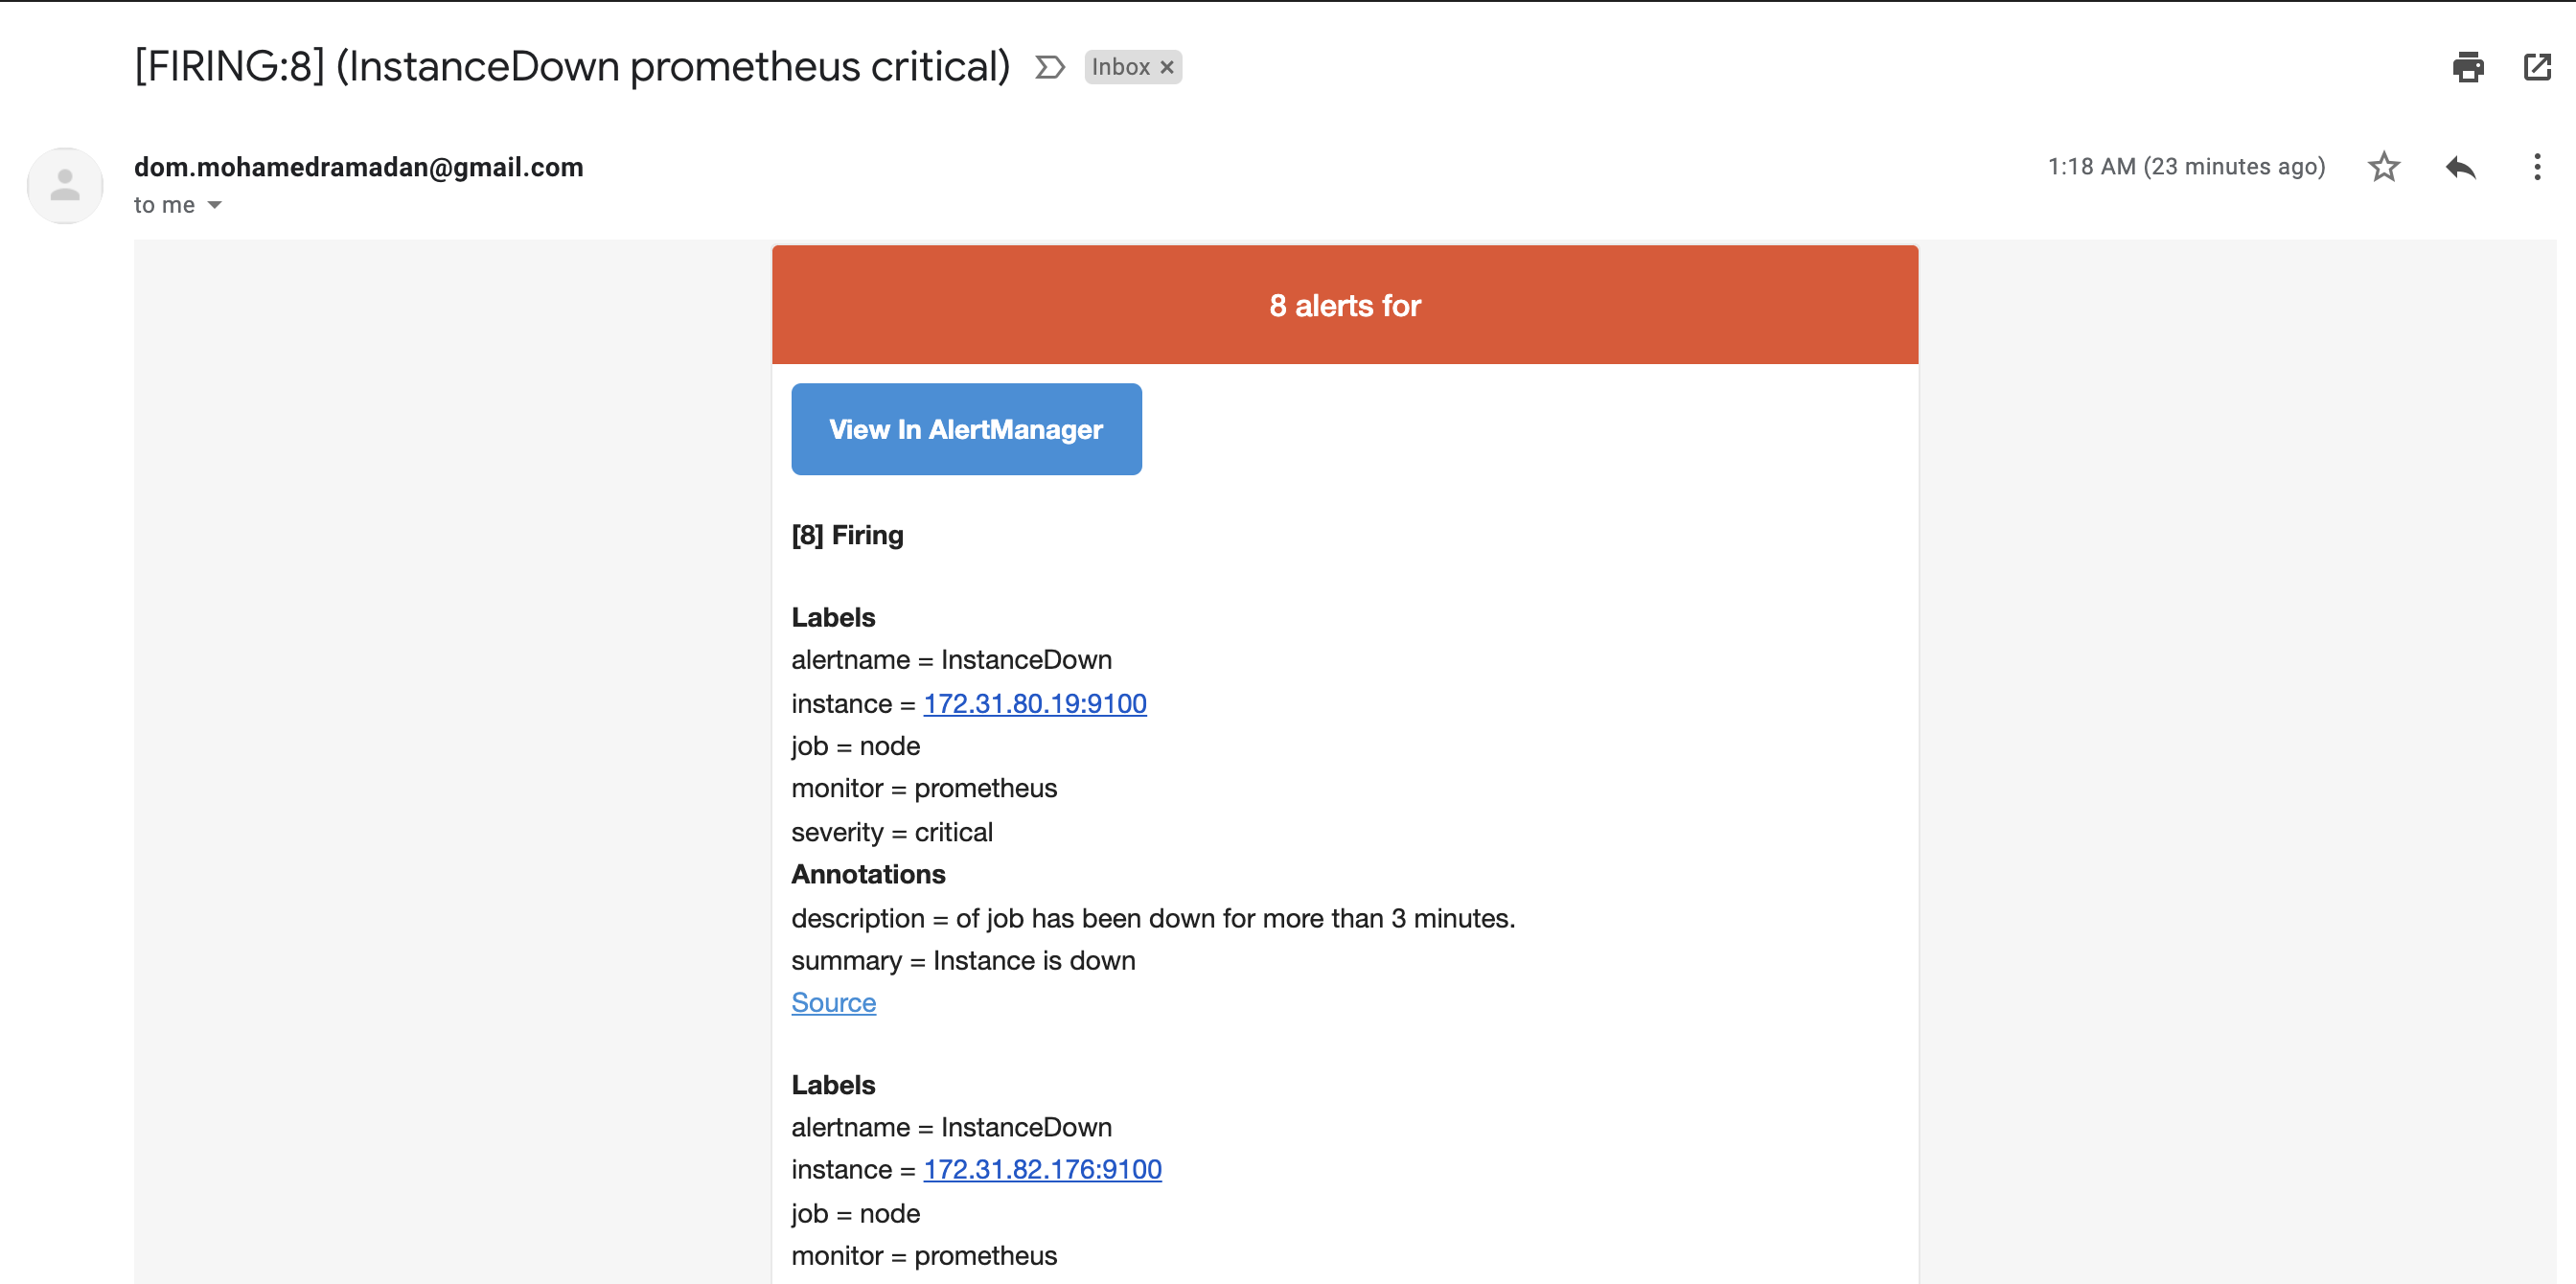 [FIRING:8] (InstanceDown prometheus critical) Inbox ×
dom.mohamedramadan@gmail.com 1:18 AM (23 minutes ago)
to me
8 alerts for
View In AlertManager
[8] Firing
Labels
alertname = InstanceDown
instance = 172.31.80.19:9100
job = node
monitor = prometheus
severity = critical
Annotations
description = of job has been down for more than 3 minutes.
summary = Instance is down
Source
Labels
alertname = InstanceDown
instance = 172.31.82.176:9100
job = node
monitor = prometheus